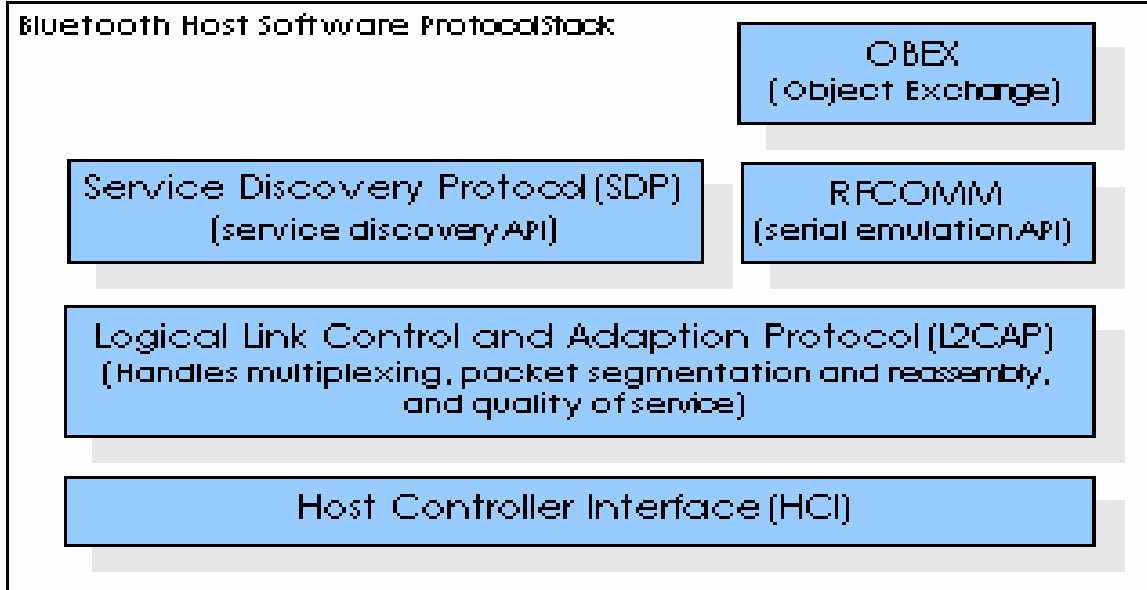 Bluetooth Host Software Protocol Stack
OBEX
(Object Exchange)
Service Discovery Protocol (SDP)
(service discovery API)
RFCOMM
(serial emulation API)
Logical Link Control and Adaption Protocol (L2CAP)
(Handles multiplexing, packet segmentation and reassembly,
and quality of service)
Host Controller Interface (HCI)